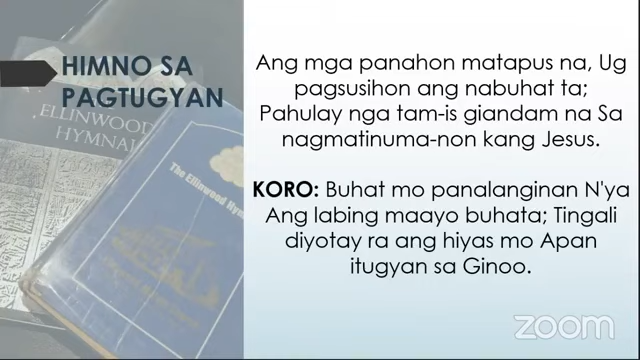 HIMNO SA
PAGTUGYAN
ELLINWOOD
HYMNAL
The Ellinwood Hym
Ang mga panahon matapus na, Ug
pagsusihon ang nabuhat ta;
Pahulay nga tam-is giandam na Sa
nagmatinuma-non kang Jesus.
KORO: Buhat mo panalanginan N'ya
Ang labing maayo buhata; Tingali
diyotay ra ang hiyas mo Apan
itugyan sa Ginoo.
zoom